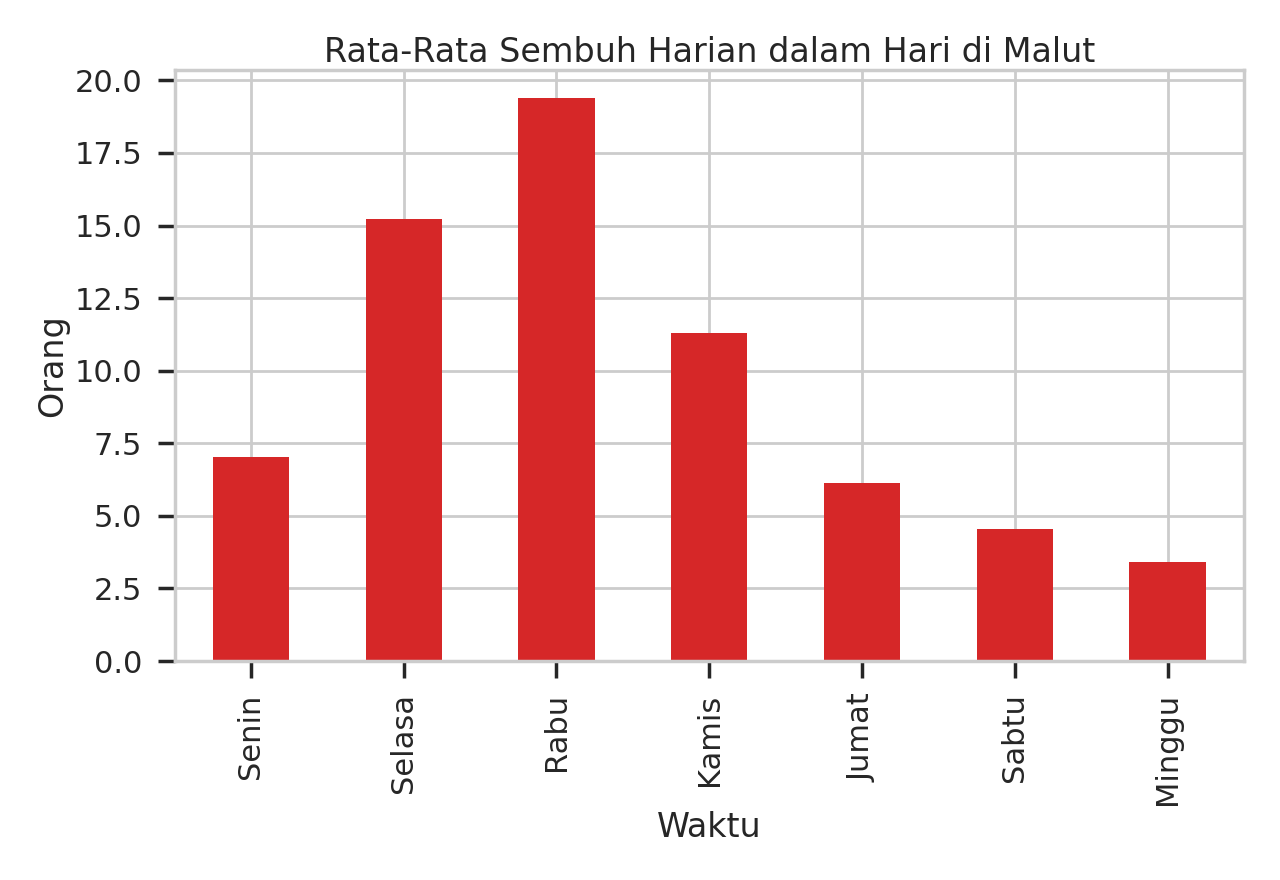 Rata-Rata Sembuh Harian dalam Hari di Malut
20.0
17.5
15.0
12.5
10.0
7.5
5.0
2.5
0.0
Orang
Senin
Selasa
Rabu
Kamis
Jumat
Sabtu
Minggu
Waktu